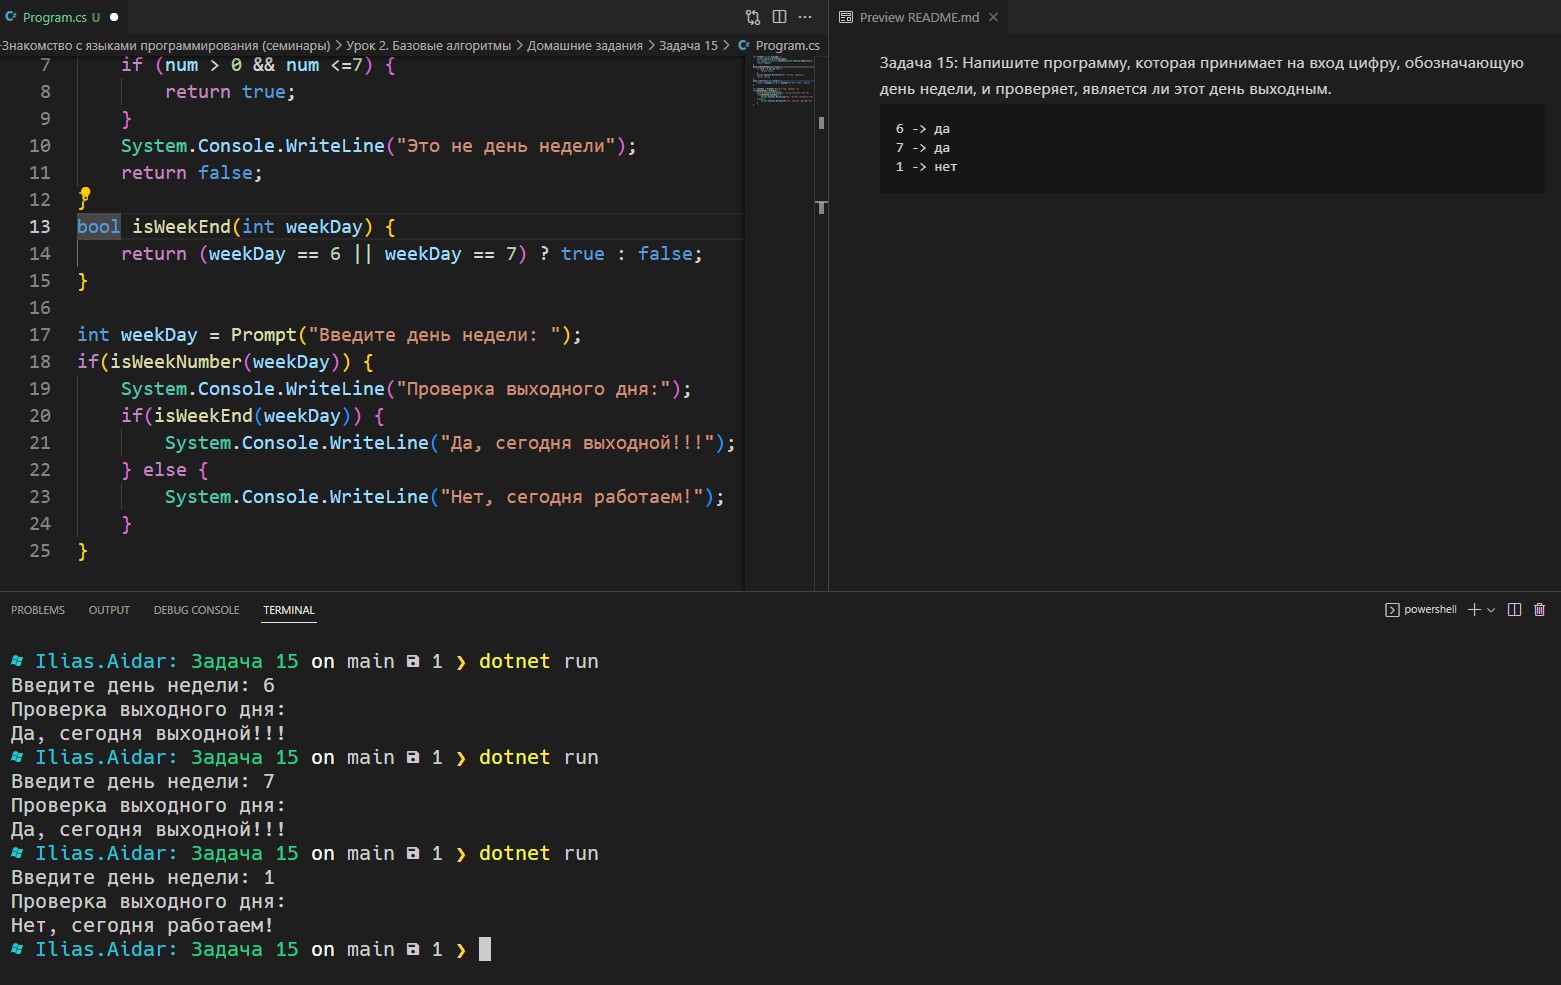 Program.cs U
Preview README.md
Знакомство с языками программирования (семинары) > Урок 2. Базовые алгоритмы > Домашние задания > Задача 15 > Program.cs
7 if (num > 0 && num <=7) {
8 return true;
9 }
10 System.Console.WriteLine("Это не день недели");
11 return false;
12 }
13 bool isWeekEnd(int weekDay) {
14 return (weekDay == 6 || weekDay == 7) ? true : false;
15 }
16
17 int weekDay = Prompt("Введите день недели: ");
18 if(isWeekNumber(weekDay)) {
19 System.Console.WriteLine("Проверка выходного дня:");
20 if(isWeekEnd(weekDay)) {
21 System.Console.WriteLine("Да, сегодня выходной!!!");
22 } else {
23 System.Console.WriteLine("Нет, сегодня работаем!");
24 }
25 }
Задача 15: Напишите программу, которая принимает на вход цифру, обозначающую
день недели, и проверяет, является ли этот день выходным.
6 -> да
7 -> да
1 -> нет
PROBLEMS OUTPUT DEBUG CONSOLE TERMINAL
powershell
Ilias.Aidar: Задача 15 on main 1 ❯ dotnet run
Введите день недели: 6
Проверка выходного дня:
Да, сегодня выходной!!!
Ilias.Aidar: Задача 15 on main 1 ❯ dotnet run
Введите день недели: 7
Проверка выходного дня:
Да, сегодня выходной!!!
Ilias.Aidar: Задача 15 on main 1 ❯ dotnet run
Введите день недели: 1
Проверка выходного дня:
Нет, сегодня работаем!
Ilias.Aidar: Задача 15 on main 1 ❯